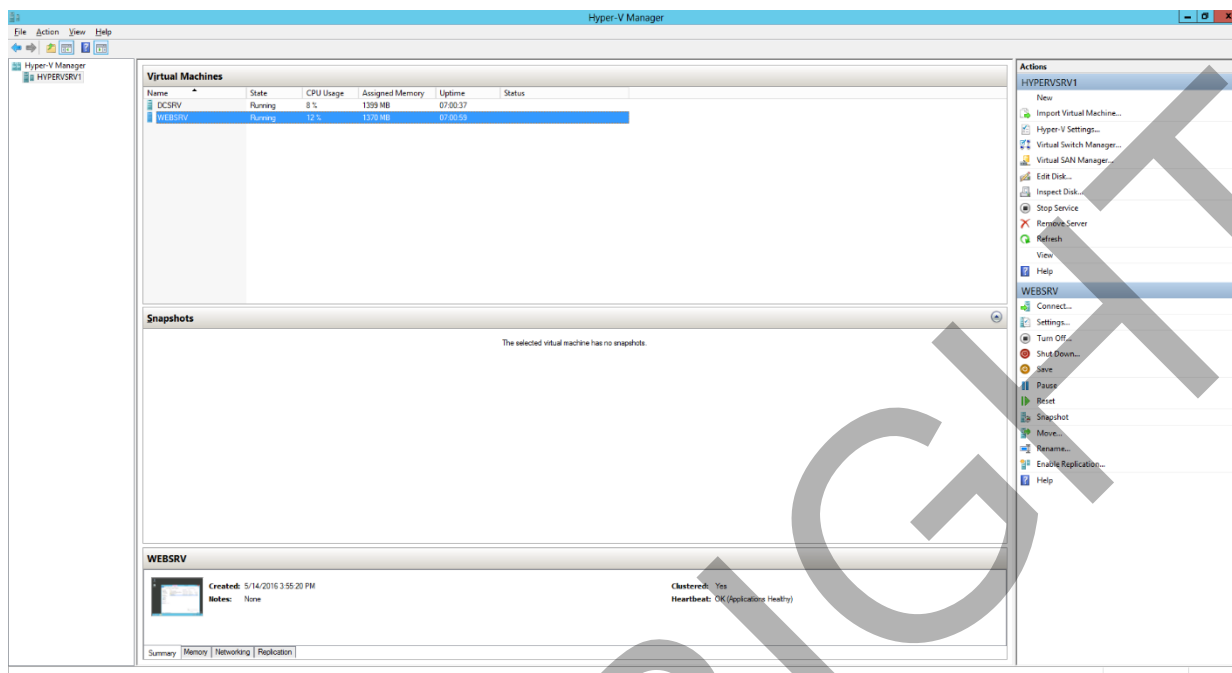 Hyper-V Manager
File Action View Help
Hyper-V Manager
HYPERVSRV1
Virtual Machines
Name State CPU Usage Assigned Memory Uptime Status
DCSRV Running 8 % 1399 MB 07:00:37
WEBSRV Running 12 % 1370 MB 07:00:59
Snapshots
The selected virtual machine has no snapshots.
WEBSRV
Created: 5/14/2016 3:55:20 PM
Notes: None
Clustered: Yes
Heartbeat: OK (Applications Healthy)
Summary Memory Networking Replication
Actions
HYPERVSRV1
New
Import Virtual Machine...
Hyper-V Settings...
Virtual Switch Manager...
Virtual SAN Manager...
Edit Disk...
Inspect Disk...
Stop Service
Remove Server
Refresh
View
Help
WEBSRV
Connect...
Settings...
Turn Off...
Shut Down...
Save
Pause
Reset
Snapshot
Move...
Rename...
Enable Replication...
Help